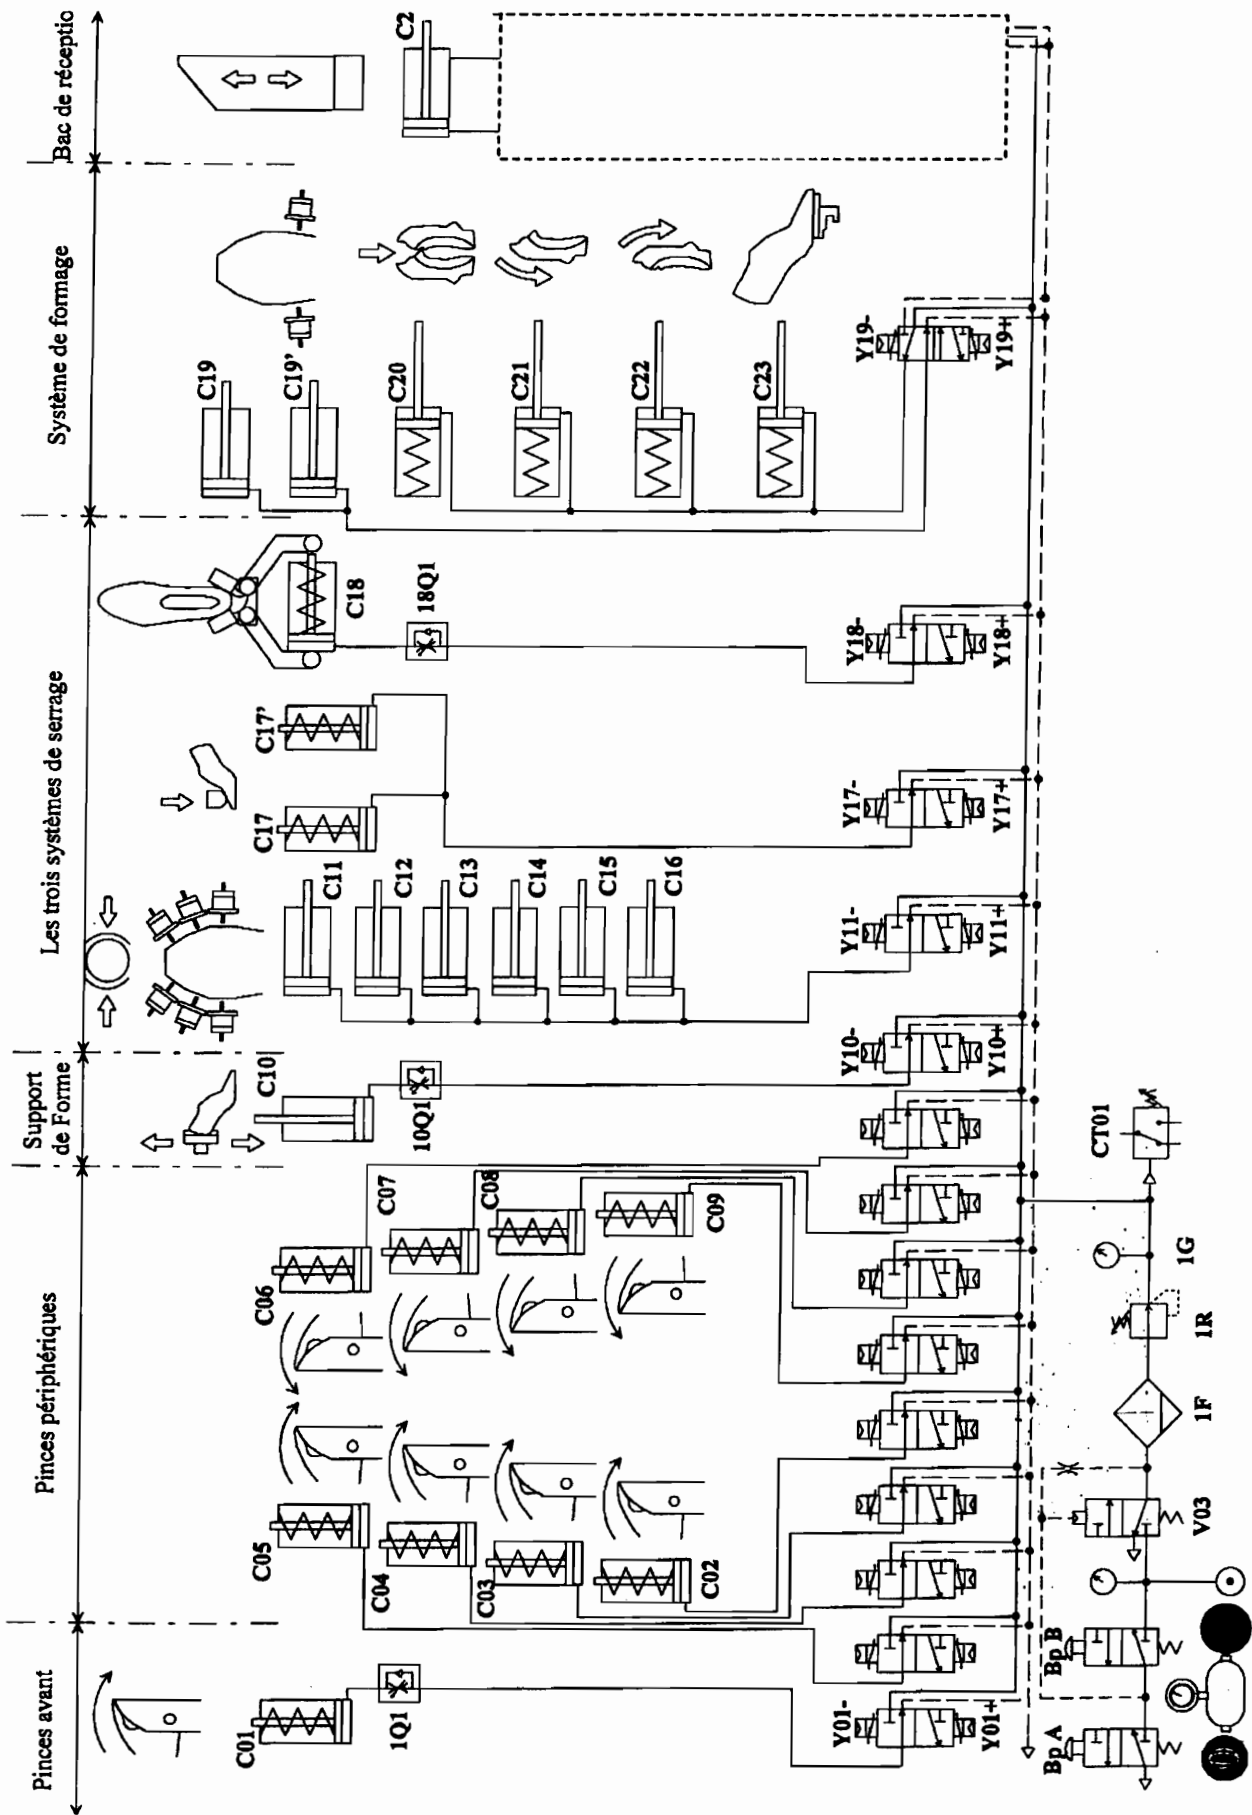 Pinces avant
Pinces périphériques
Support
de Forme
Les trois systèmes de serrage
Système de formage
Bac de réceptio
C01
1Q1
C05
C04
C03
C02
C06
C07
C08
C09
C10
10Q1
C11
C12
C13
C14
C15
C16
C17
C17'
C18
18Q1
C19
C19'
C20
C21
C22
C23
C2
Y01-
Y01+
Y10-
Y10+
Y11-
Y11+
Y17-
Y17+
Y18-
Y18+
Y19-
Y19+
Bp A
Bp B
V03
1F
1R
1G
CT01